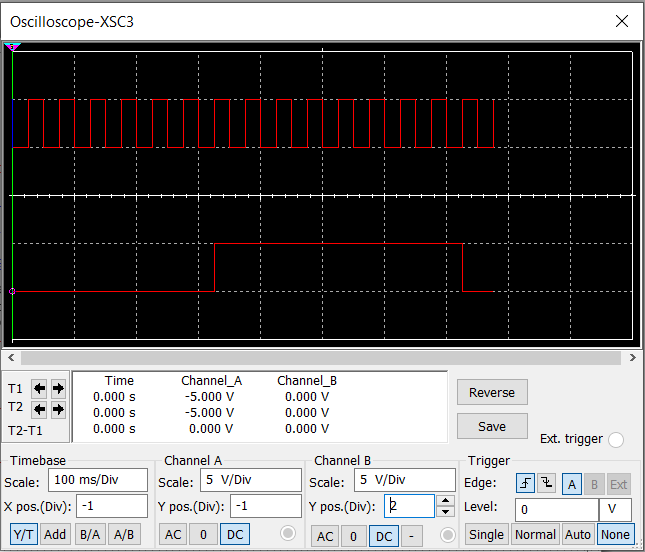 Oscilloscope-XSC3
Time Channel_A Channel_B
T1 0.000 s -5.000 V 0.000 V
T2 0.000 s -5.000 V 0.000 V
T2-T1 0.000 s 0.000 V 0.000 V
Reverse
Save
Ext. trigger
Timebase
Scale: 100 ms/Div
X pos.(Div): -1
Y/T Add B/A A/B
Channel A
Scale: 5 V/Div
Y pos.(Div): -1
AC 0 DC
Channel B
Scale: 5 V/Div
Y pos.(Div): 2
AC 0 DC -
Trigger
Edge: A B Ext
Level: 0 V
Single Normal Auto None